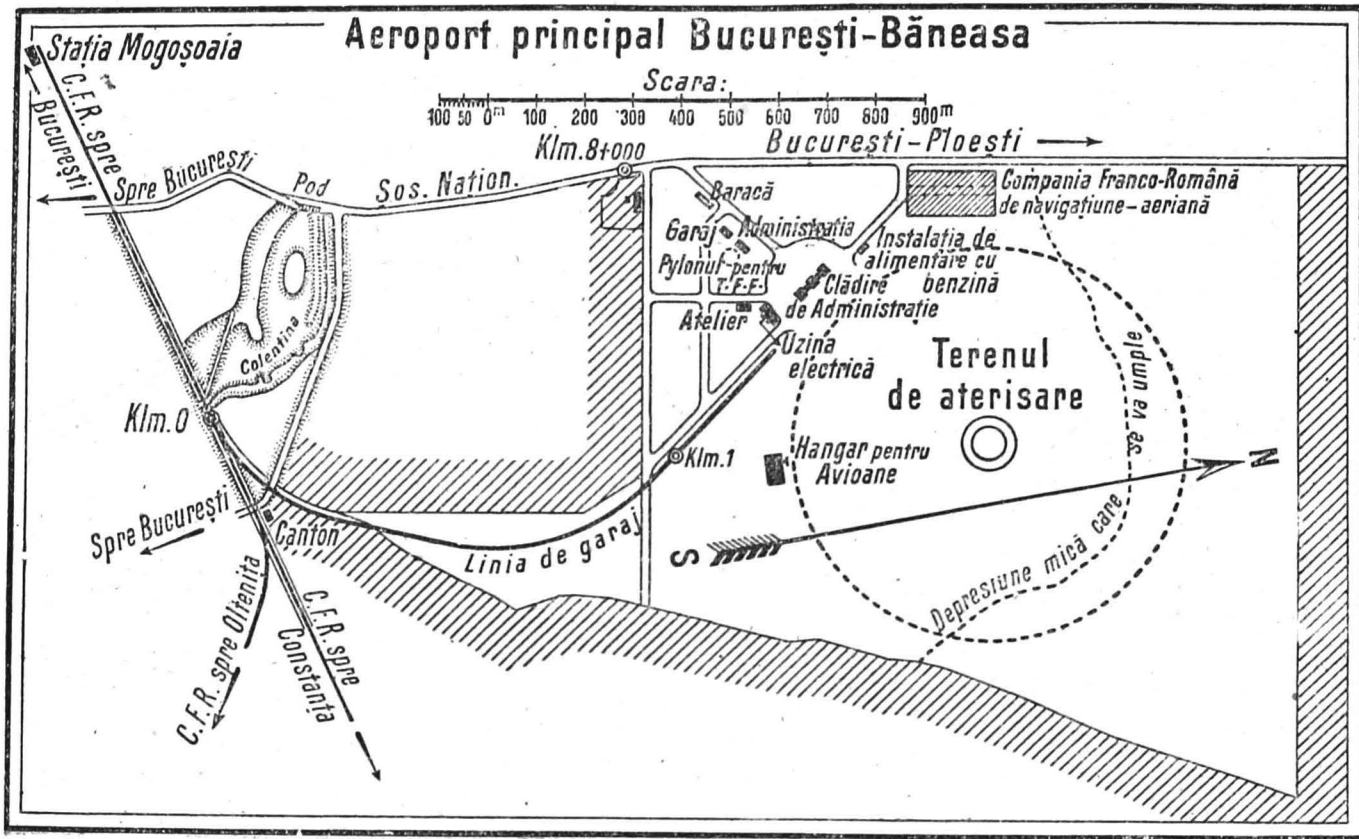 Aeroport principal București-Băneasa
Stația Mogoșoaia
Scara:
100 50 0m 100 200 300 400 500 600 700 800 900m
C.F.R. spre
București
București-Ploești
Klm. 8+000
Spre București
Pod
Sos. Nation.
Baracă
Compania Franco-Română
de navigațiune-aeriană
Garaj
Administrația
Pylonul pentru
T.F.F.
Instalația de
alimentare cu
benzină
Clădire
de Administrație
Atelier
Uzina
electrică
Colentina
Terenul
de aterisare
Klm. 0
Klm. 1
Hangar pentru
Avioane
Depresiune mică care
se va umple
N
S
Spre București
Canton
Linia de garaj
C.F.R. spre Oltenița
C.F.R. spre
Constanța